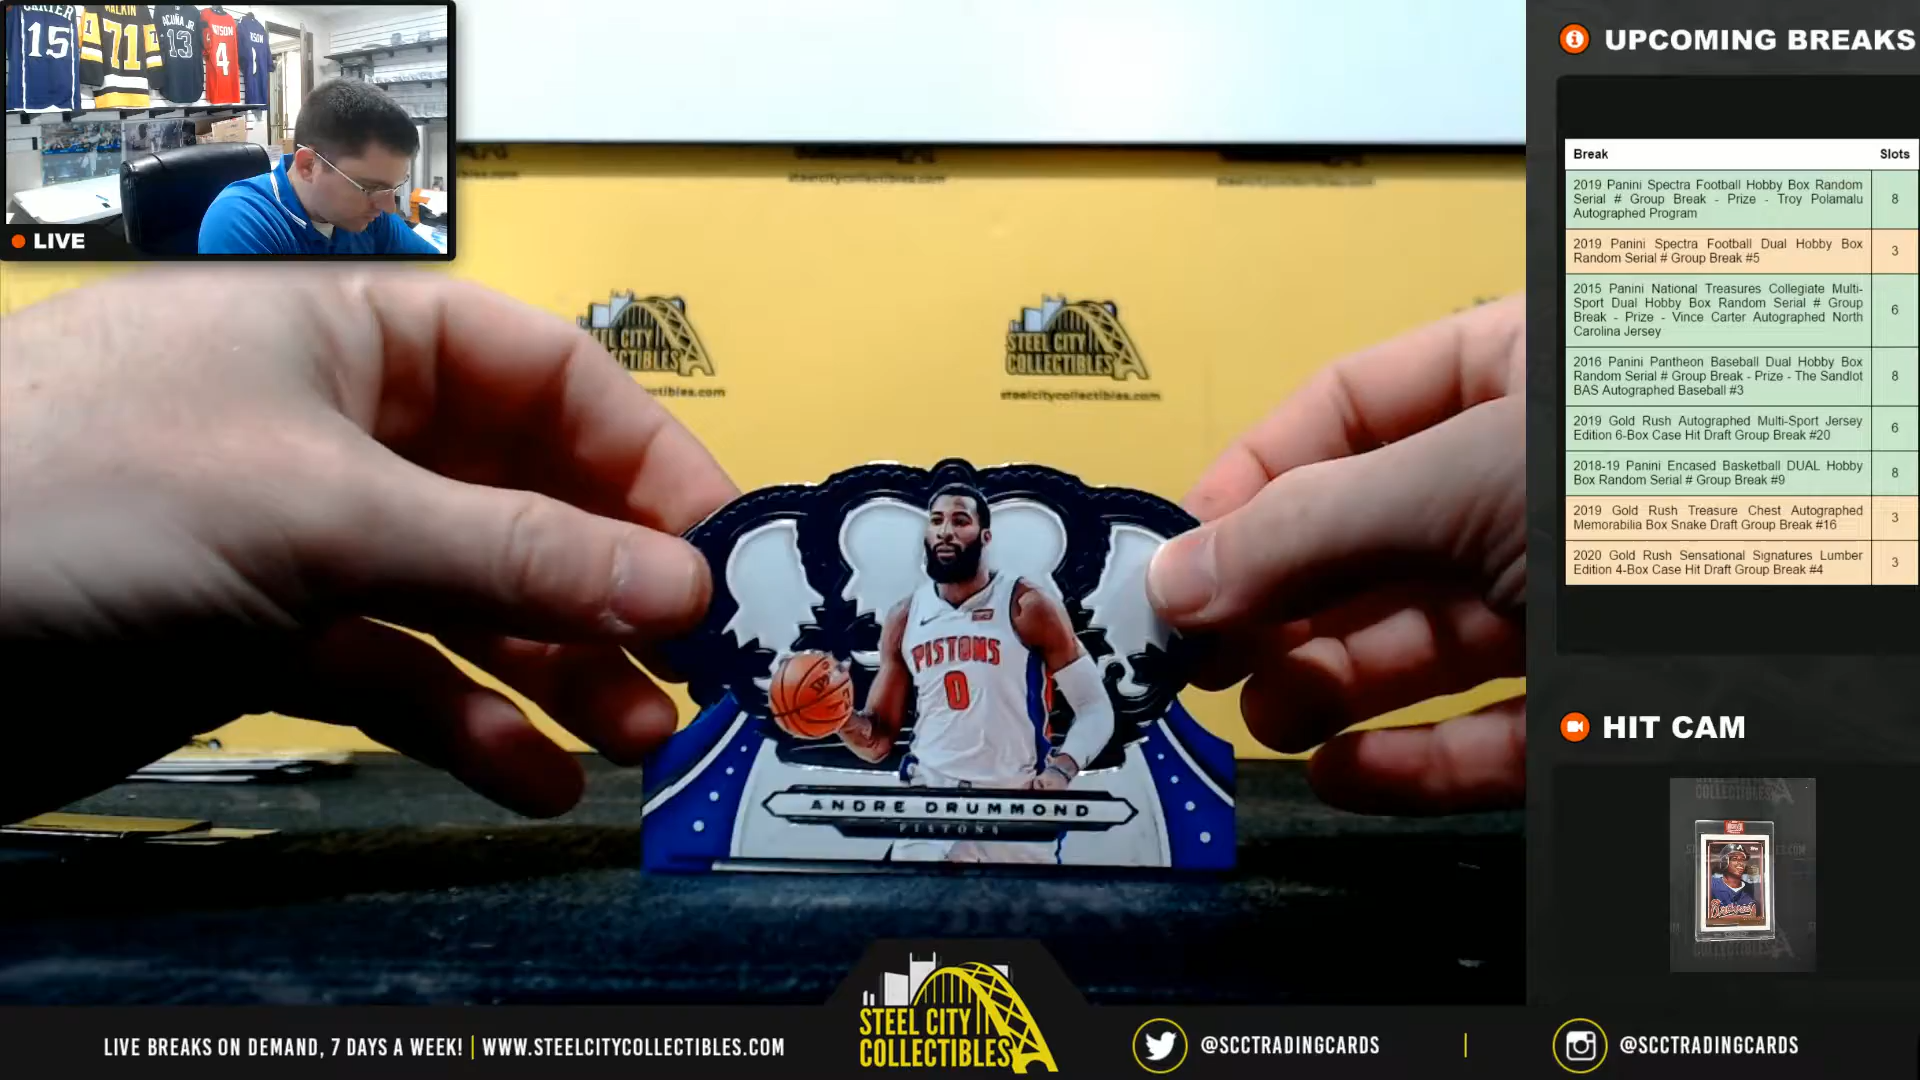 CARTER
15
MALKIN
71
ACUÑA JR
13
4
LIVE
steelcitycollectibles.com
STEEL CITY
COLLECTIBLES
steelcitycollectibles.com
PISTONS
0
ANDRE DRUMMOND
PISTONS
UPCOMING BREAKS
Break Slots
2019 Panini Spectra Football Hobby Box Random
Serial # Group Break - Prize - Troy Polamalu
Autographed Program
8
2019 Panini Spectra Football Dual Hobby Box
Random Serial # Group Break #5
3
2015 Panini National Treasures Collegiate Multi-
Sport Dual Hobby Box Random Serial # Group
Break - Prize - Vince Carter Autographed North
Carolina Jersey
6
2016 Panini Pantheon Baseball Dual Hobby Box
Random Serial # Group Break - Prize - The Sandlot
BAS Autographed Baseball #3
8
2019 Gold Rush Autographed Multi-Sport Jersey
Edition 6-Box Case Hit Draft Group Break #20
6
2018-19 Panini Encased Basketball DUAL Hobby
Box Random Serial # Group Break #9
8
2019 Gold Rush Treasure Chest Autographed
Memorabilia Box Snake Draft Group Break #16
3
2020 Gold Rush Sensational Signatures Lumber
Edition 4-Box Case Hit Draft Group Break #4
3
HIT CAM
Braves
LIVE BREAKS ON DEMAND, 7 DAYS A WEEK! | WWW.STEELCITYCOLLECTIBLES.COM
STEEL CITY
COLLECTIBLES
@SCCTRADINGCARDS
@SCCTRADINGCARDS